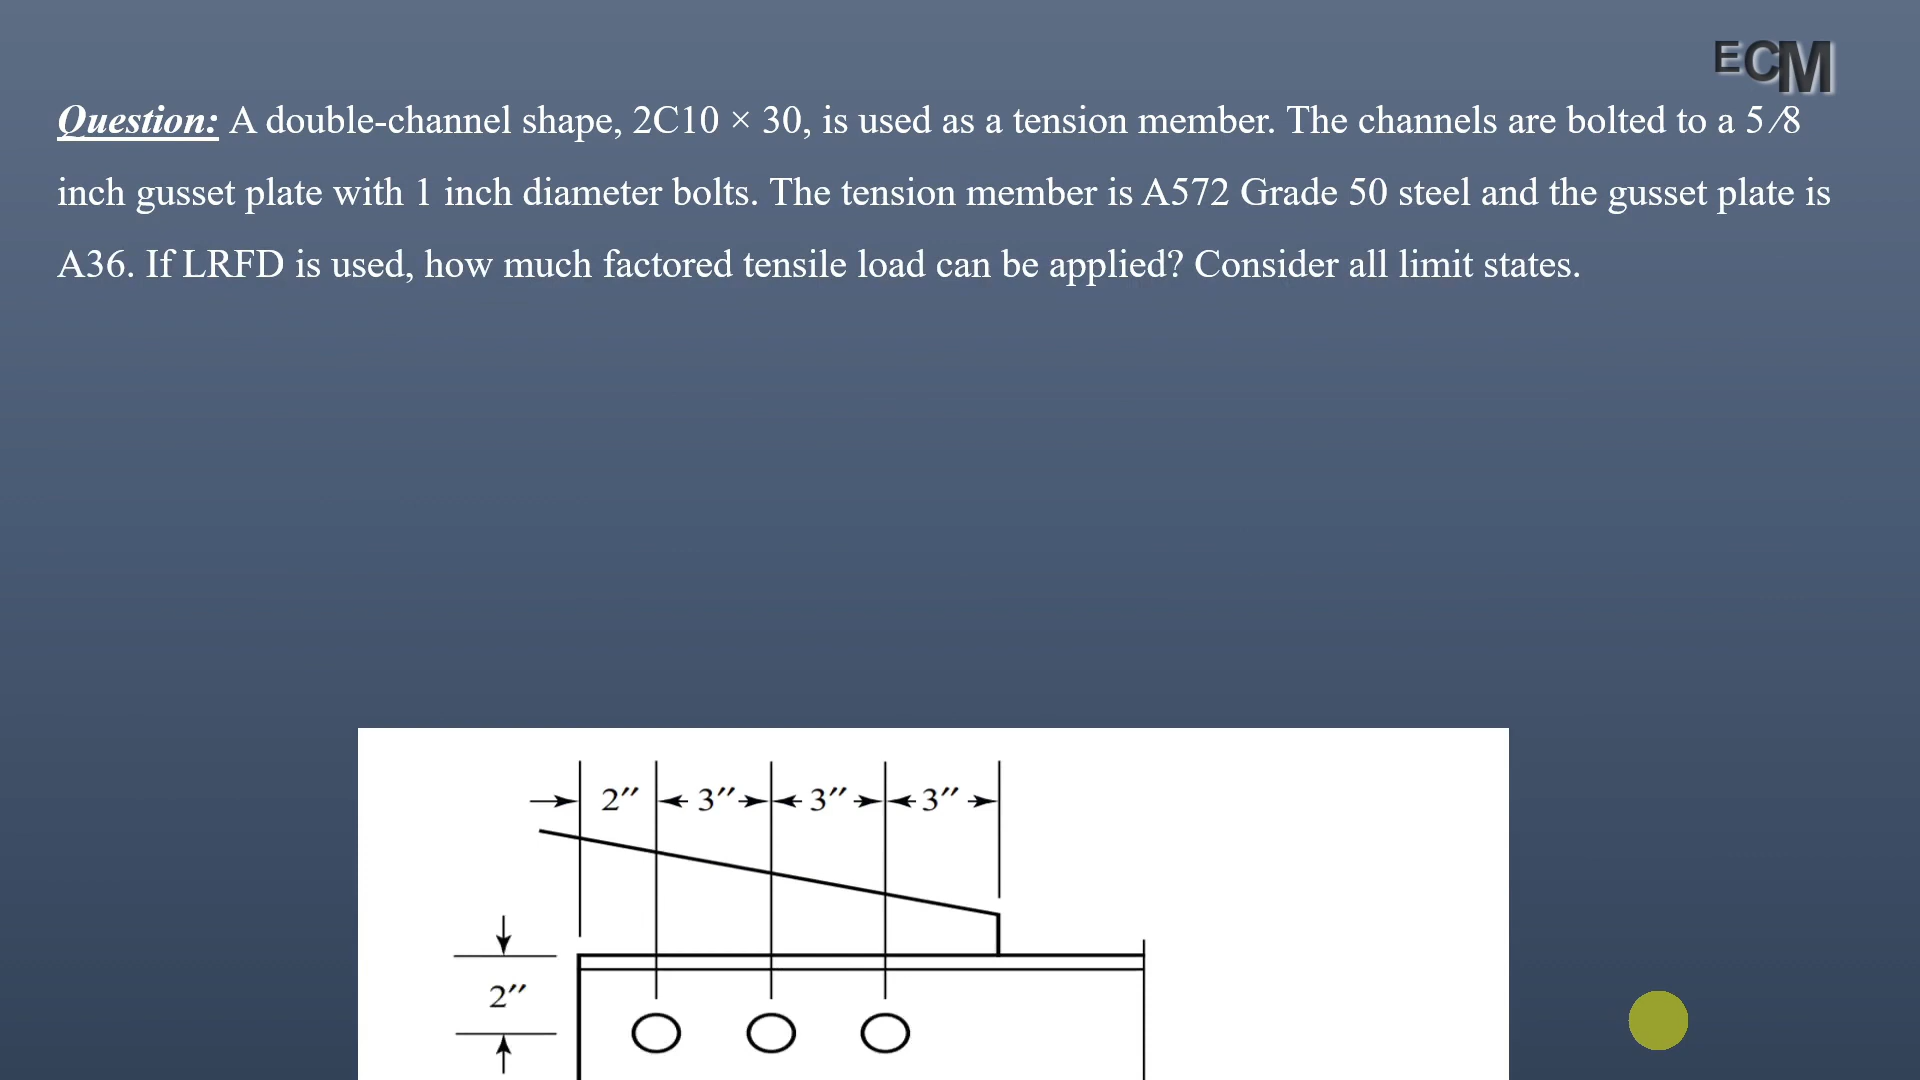 ECM
Question: A double-channel shape, 2C10 × 30, is used as a tension member. The channels are bolted to a 5 ⁄8
inch gusset plate with 1 inch diameter bolts. The tension member is A572 Grade 50 steel and the gusset plate is
A36. If LRFD is used, how much factored tensile load can be applied? Consider all limit states.
2″ 3″ 3″ 3″
2″